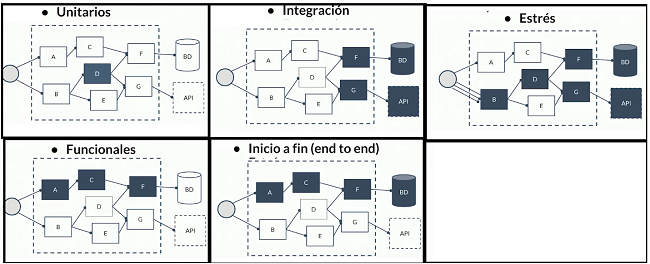 • Unitarios
A
C
F
BD
D
B
E
G
API
• Integración
A
C
F
BD
D
B
E
G
API
• Estrés
A
C
F
BD
D
B
E
G
API
• Funcionales
A
C
F
BD
D
B
E
G
API
• Inicio a fin (end to end)
A
C
F
BD
D
B
E
G
API